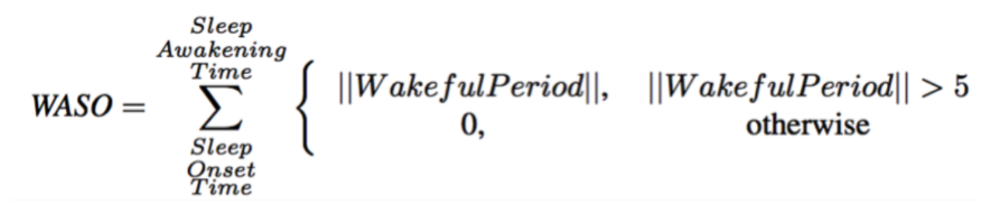 Sleep
Awakening
Time
WASO = ∑ { ||WakefulPeriod||, ||WakefulPeriod|| > 5
0, otherwise
Sleep
Onset
Time